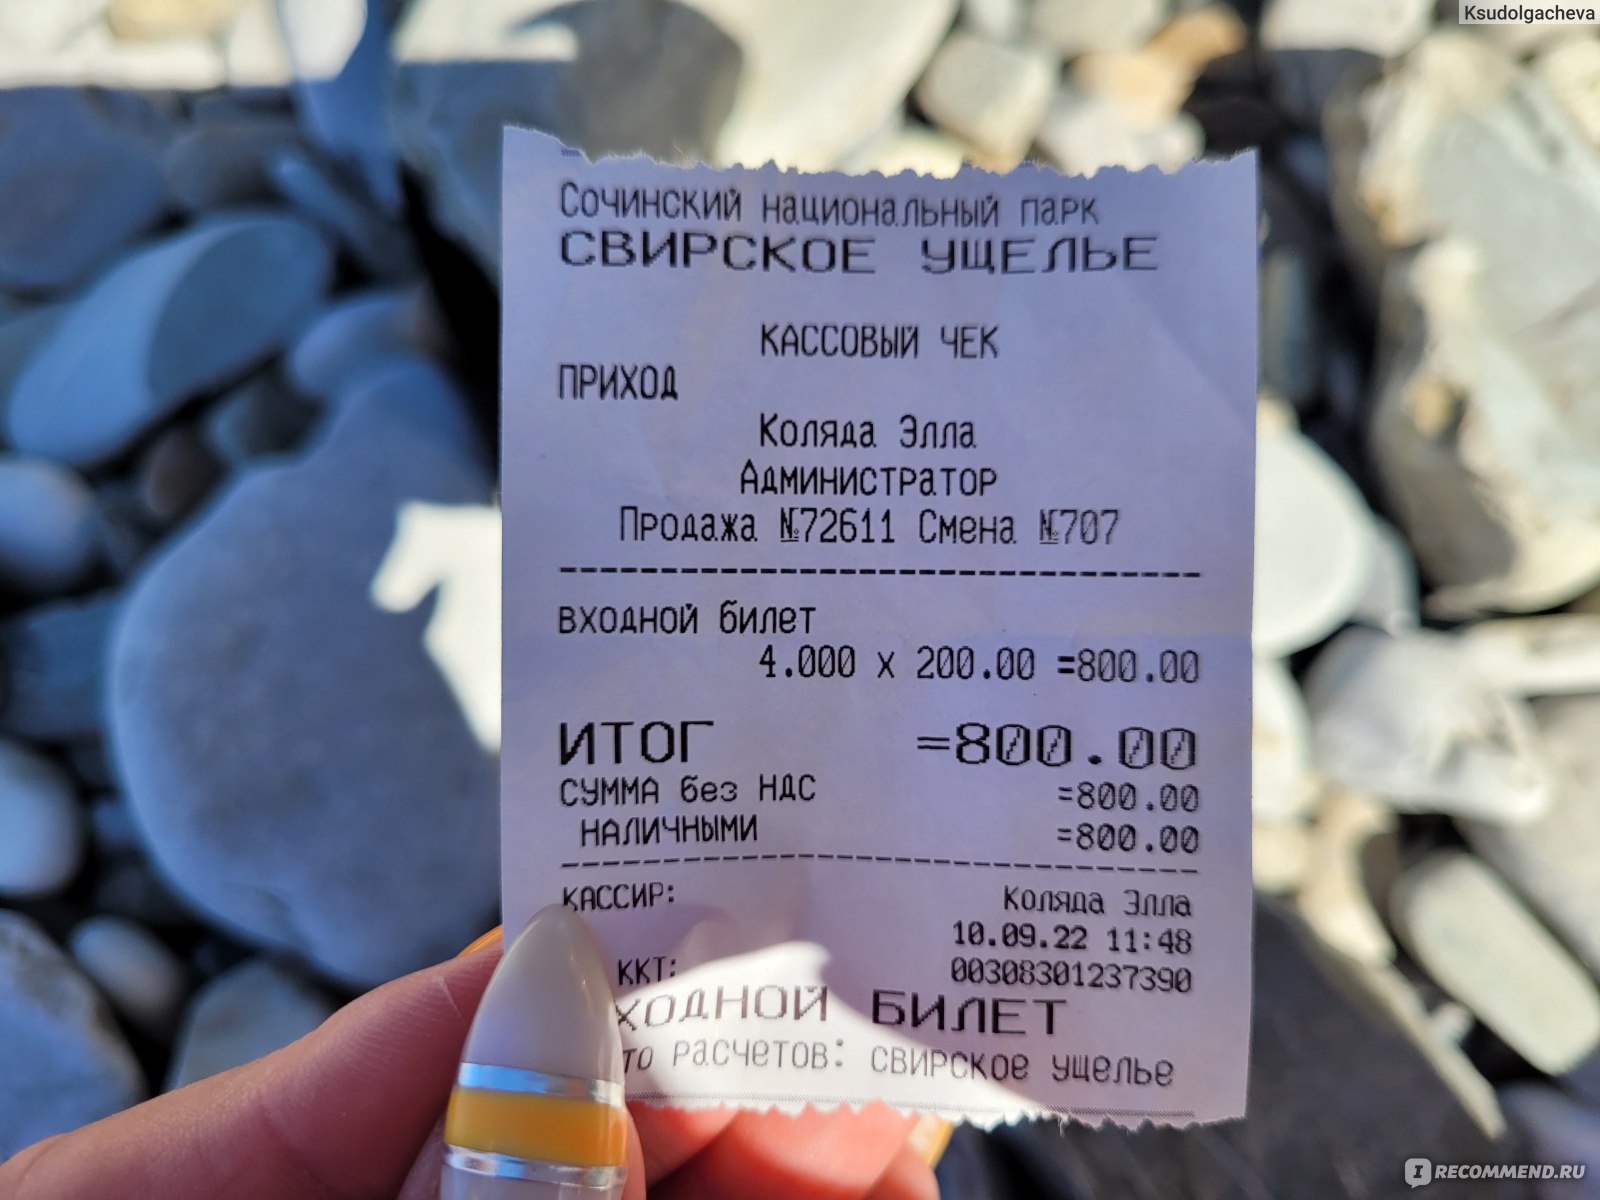 Ksudolgacheva
Сочинский национальный парк
СВИРСКОЕ УЩЕЛЬЕ
КАССОВЫЙ ЧЕК
ПРИХОД
Коляда Элла
Администратор
Продажа №72611 Смена №707
входной билет
4.000 x 200.00 =800.00
ИТОГ =800.00
СУММА без НДС =800.00
НАЛИЧНЫМИ =800.00
КАССИР: Коляда Элла
10.09.22 11:48
ККТ: 00308301237390
ХОДНОЙ БИЛЕТ
то расчетов: свирское ущелье
IRECOMMEND.RU